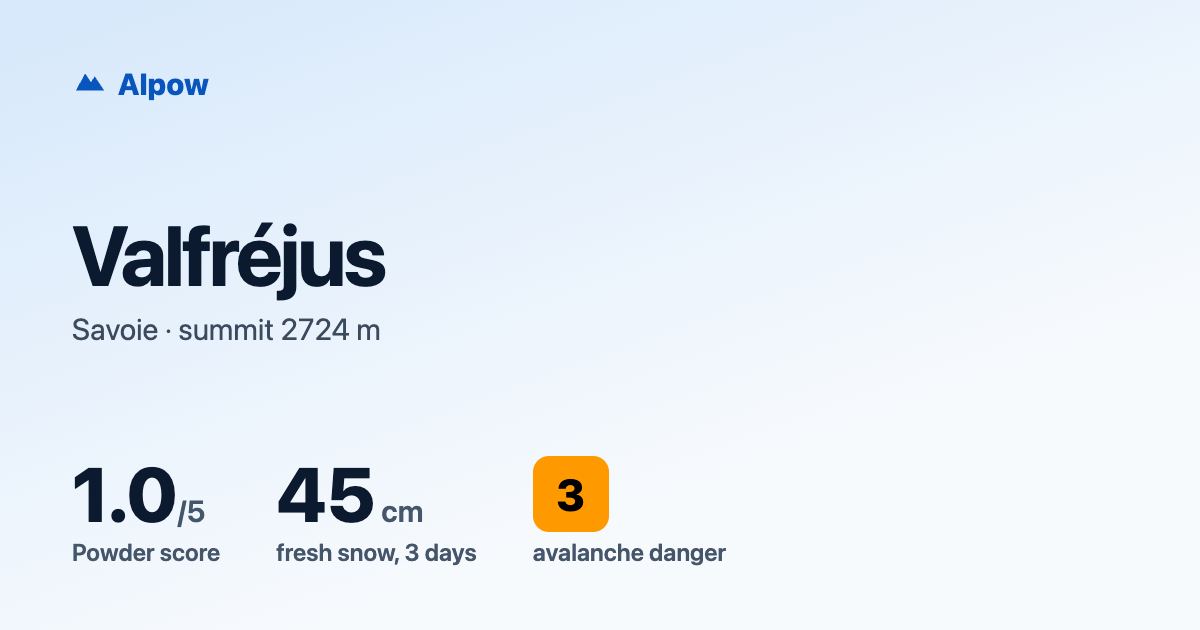 Alpow
Valfréjus
Savoie · summit 2724 m
1.0/5 45 cm 3
Powder score fresh snow, 3 days avalanche danger